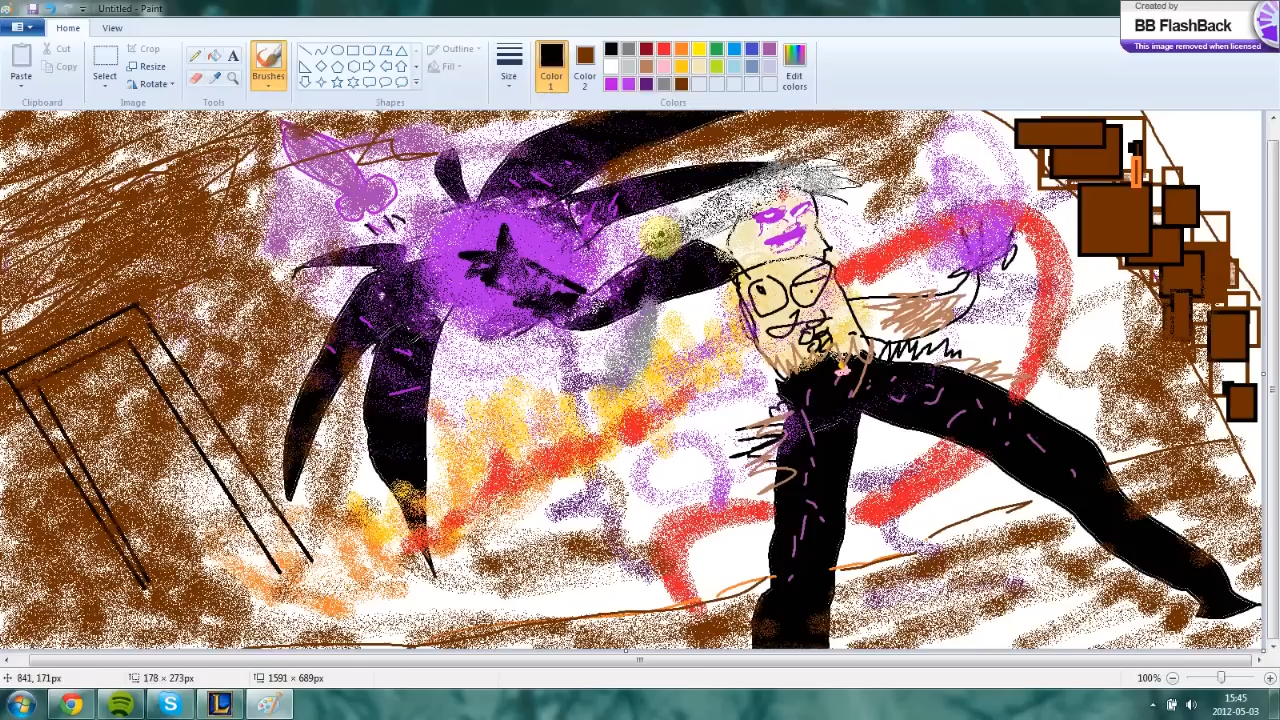 Untitled - Paint
Created by
BB FlashBack
This image removed when licensed
Home
View
Paste
Cut
Copy
Select
Crop
Resize
Rotate
A
Brushes
Outline
Fill
Size
Color
1
Color
2
Edit
colors
Clipboard
Image
Tools
Shapes
Colors
841, 171px
178 × 273px
1591 × 689px
100%
15:45
2012-05-03